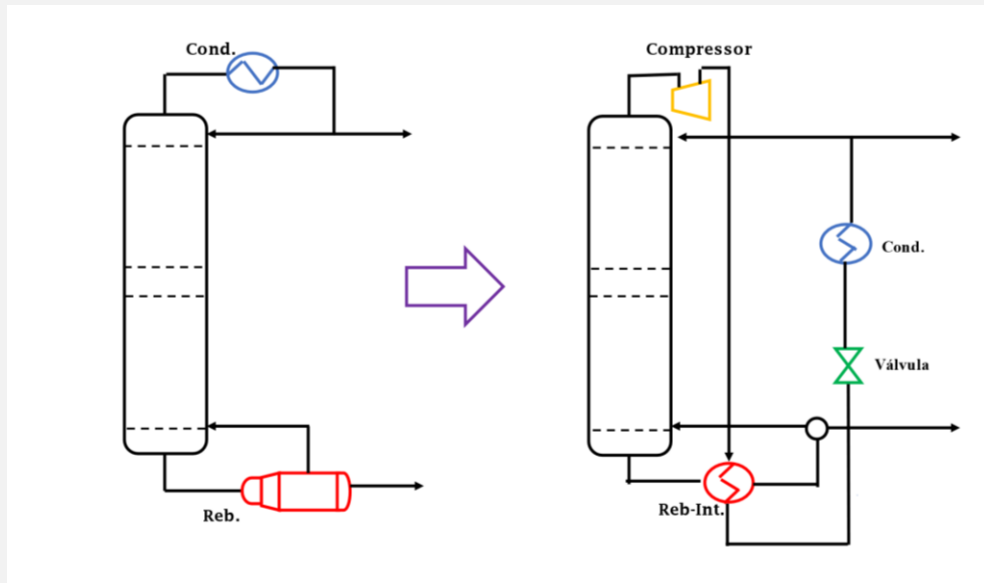 Cond.
Compressor
Cond.
Válvula
Reb-Int.
Reb.